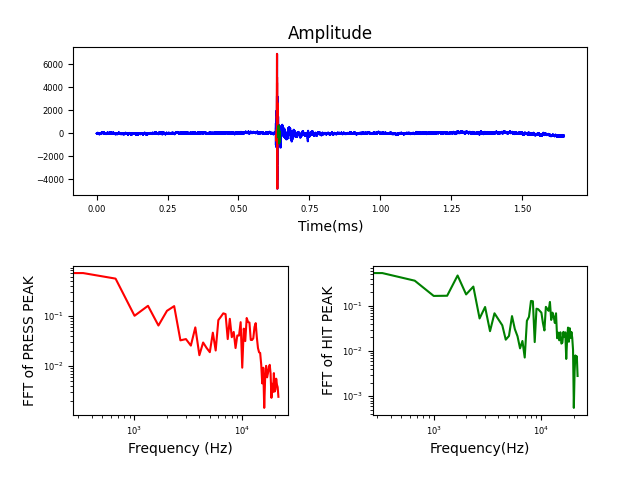 Amplitude
6000
4000
2000
0
−2000
−4000
0.00 0.25 0.50 0.75 1.00 1.25 1.50
Time(ms)
FFT of PRESS PEAK
10⁻¹
10⁻²
10³ 10⁴
Frequency (Hz)
FFT of HIT PEAK
10⁻¹
10⁻²
10⁻³
10³ 10⁴
Frequency(Hz)